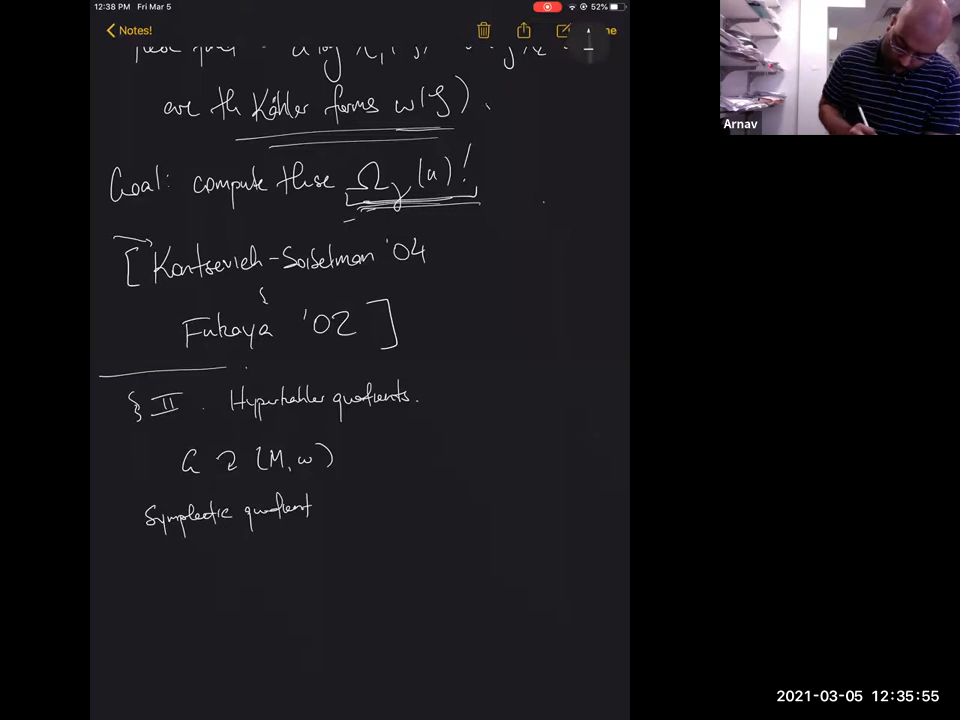 12:38 PM Fri Mar 5
52%
Notes!
are th Kähler forms ω(ζ).
Goal: compute these Ω_γ(u)!
[Kontsevich-Soibelman '04
&
Fukaya '02]
§ II. Hyperkahler quotients.
G ↻ (M, ω)
Symplectic quotient
Arnav
2021-03-05 12:35:55